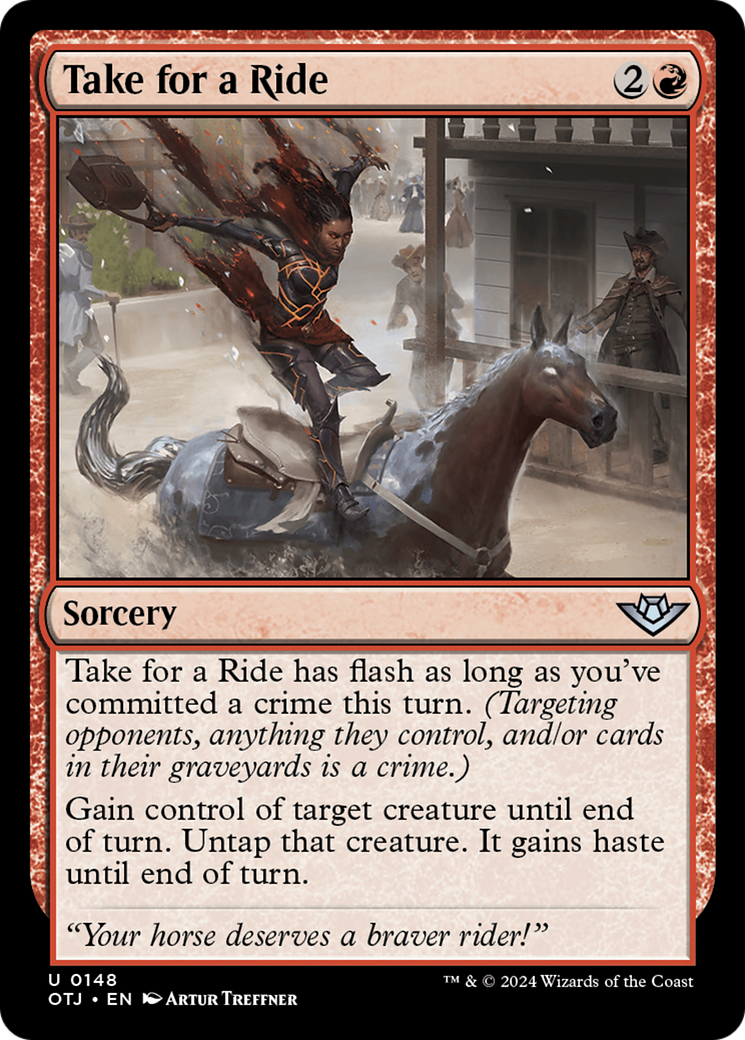 Take for a Ride 2
Sorcery
Take for a Ride has flash as long as you've
committed a crime this turn. (Targeting
opponents, anything they control, and/or cards
in their graveyards is a crime.)
Gain control of target creature until end
of turn. Untap that creature. It gains haste
until end of turn.
“Your horse deserves a braver rider!”
U 0148
OTJ • EN Artur Treffner
™ & © 2024 Wizards of the Coast